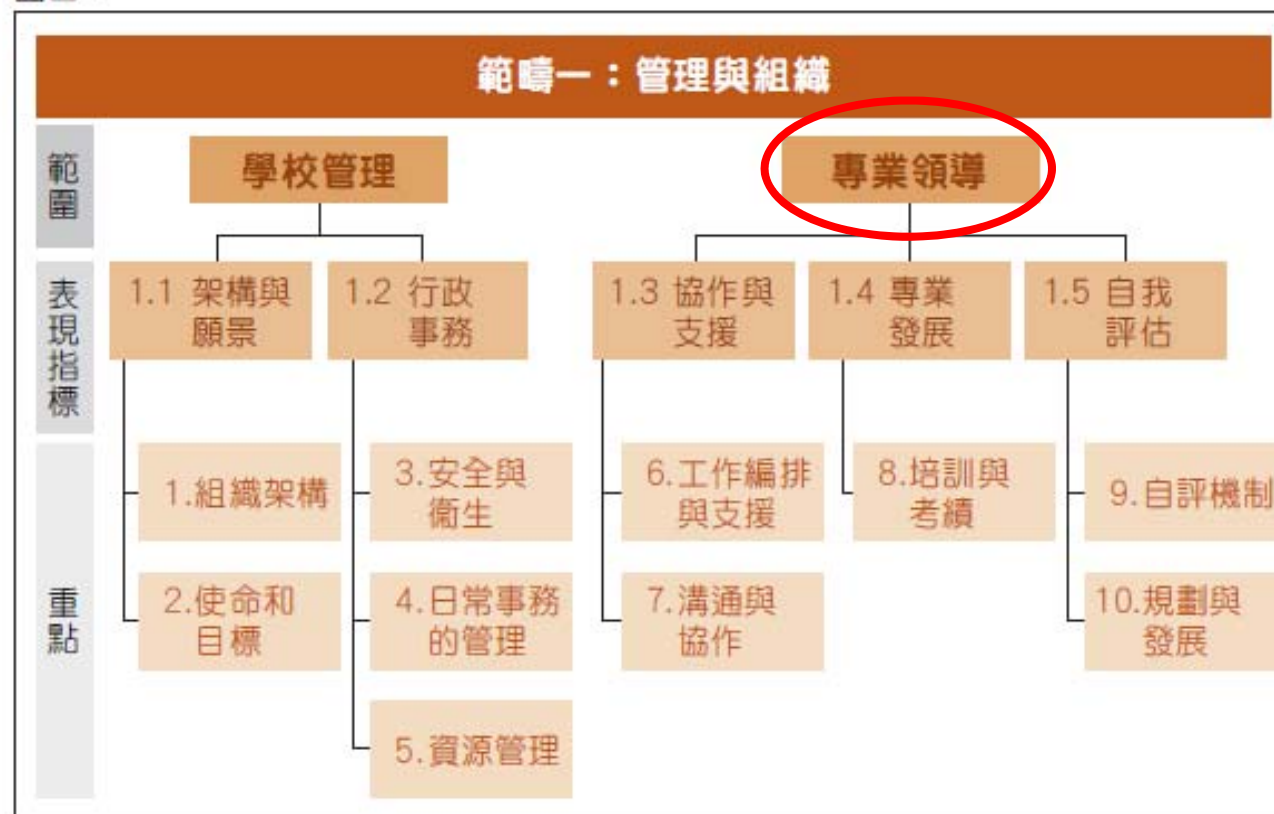 範疇一：管理與組織
範圍
學校管理
專業領導
表現指標
1.1 架構與
願景
1.2 行政
事務
1.3 協作與
支援
1.4 專業
發展
1.5 自我
評估
重點
1.組織架構
2.使命和
目標
3.安全與
衞生
4.日常事務
的管理
5.資源管理
6.工作編排
與支援
7.溝通與
協作
8.培訓與
考績
9.自評機制
10.規劃與
發展